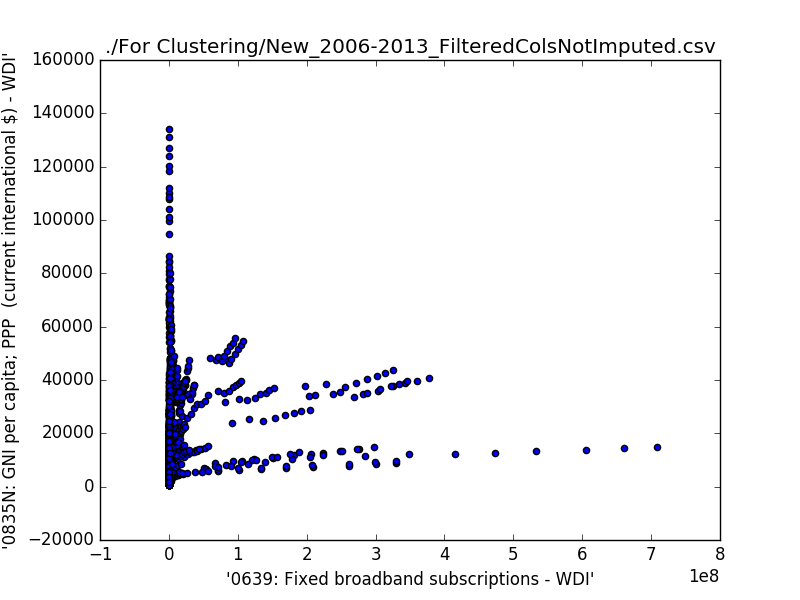 ./For Clustering/New_2006-2013_FilteredColsNotImputed.csv
160000
140000
120000
100000
80000
60000
40000
20000
0
−20000
'0835N: GNI per capita; PPP (current international $) - WDI'
−1 0 1 2 3 4 5 6 7 8
1e8
'0639: Fixed broadband subscriptions - WDI'